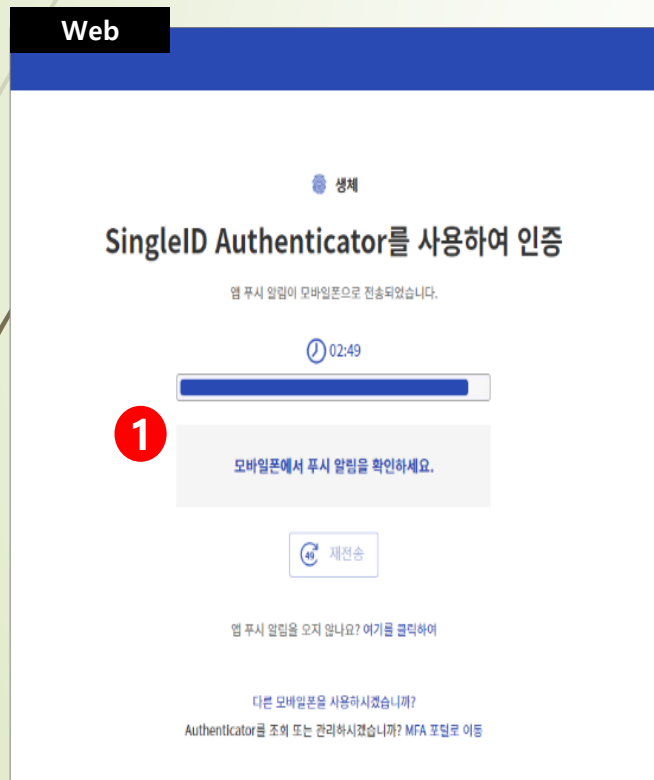 Web
생체
SingleID Authenticator를 사용하여 인증
앱 푸시 알림이 모바일폰으로 전송되었습니다.
02:49
1
모바일폰에서 푸시 알림을 확인하세요.
49 재전송
앱 푸시 알림을 오지 않나요? 여기를 클릭하여
다른 모바일폰을 사용하시겠습니까?
Authenticator를 조회 또는 관리하시겠습니까? MFA 포털로 이동